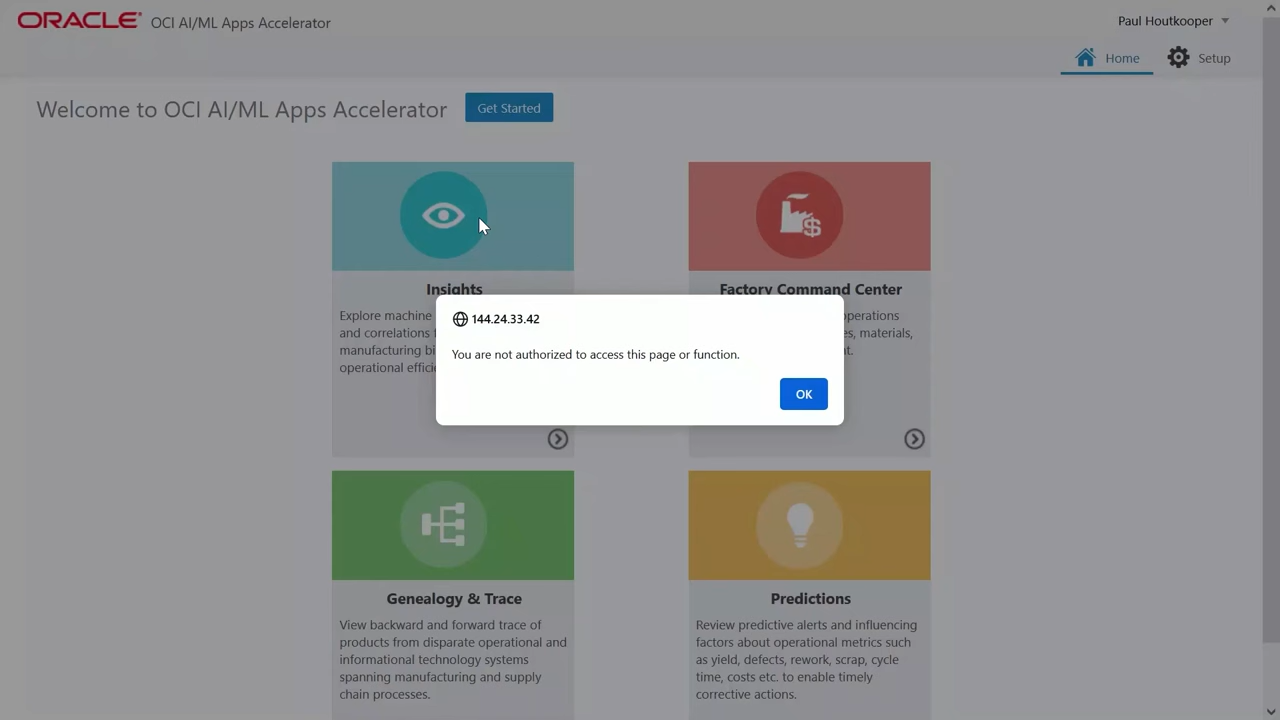 ORACLE® OCI AI/ML Apps Accelerator
Paul Houtkooper
Home
Setup
Welcome to OCI AI/ML Apps Accelerator
Get Started
Insights
Explore machine
and correlations
manufacturing
operational
Factory Command Center
operations
materials,
144.24.33.42
You are not authorized to access this page or function.
OK
Genealogy & Trace
View backward and forward trace of
products from disparate operational and
informational technology systems
spanning manufacturing and supply
chain processes.
Predictions
Review predictive alerts and influencing
factors about operational metrics such
as yield, defects, rework, scrap, cycle
time, costs etc. to enable timely
corrective actions.